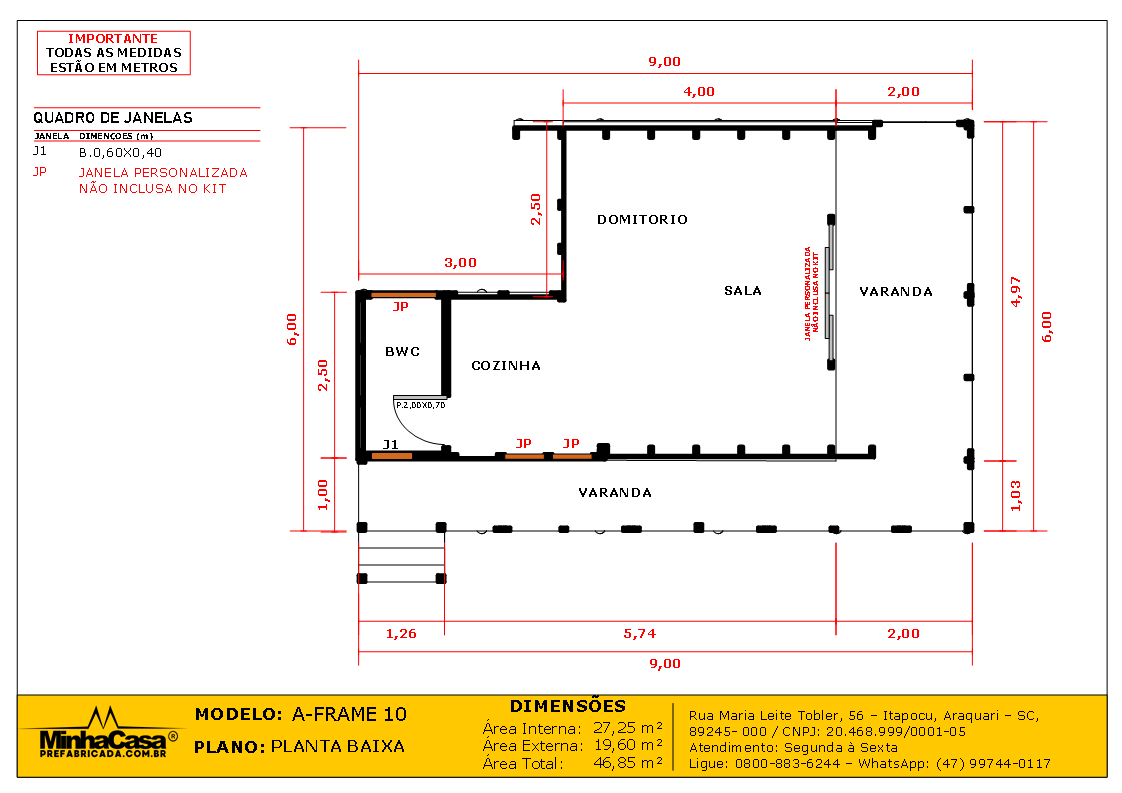 IMPORTANTE
TODAS AS MEDIDAS
ESTÃO EM METROS
QUADRO DE JANELAS
JANELA DIMENÇOES (m)
J1 B.0,60X0,40
JP JANELA PERSONALIZADA
NÃO INCLUSA NO KIT
9,00
4,00
2,00
2,50
DOMITORIO
3,00
JANELA PERSONALIZADA
NÃO INCLUSA NO KIT
SALA
VARANDA
4,97
6,00
6,00
JP
BWC
COZINHA
2,50
P.2,00X0,70
J1
JP
JP
VARANDA
1,00
1,03
1,26
5,74
2,00
9,00
MinhaCasa®
PREFABRICADA.COM.BR
MODELO: A-FRAME 10
PLANO: PLANTA BAIXA
DIMENSÕES
Área Interna: 27,25 m²
Área Externa: 19,60 m²
Área Total: 46,85 m²
Rua Maria Leite Tobler, 56 – Itapocu, Araquari – SC,
89245- 000 / CNPJ: 20.468.999/0001-05
Atendimento: Segunda à Sexta
Ligue: 0800-883-6244 – WhatsApp: (47) 99744-0117